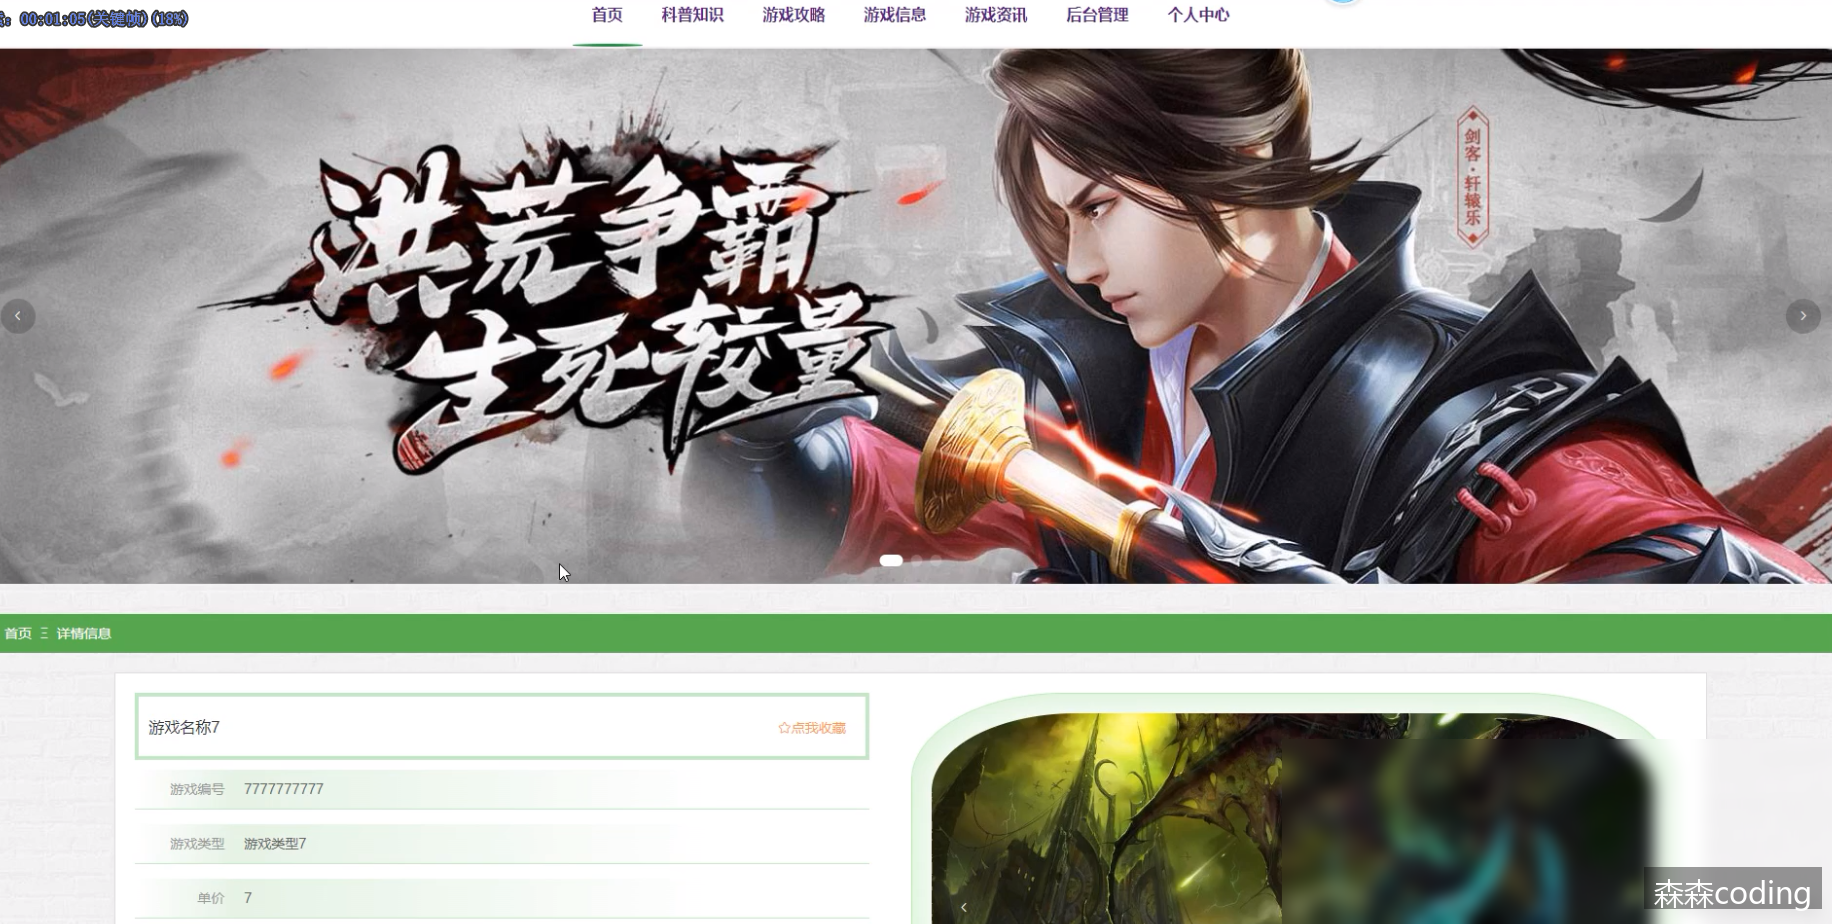 00:01:05(关键帧)(18%)
首页 科普知识 游戏攻略 游戏信息 游戏资讯 后台管理 个人中心
洪荒争霸
生死较量
剑客·轩辕乐
首页 Ξ 详情信息
游戏名称7 ☆点我收藏
游戏编号 7777777777
游戏类型 游戏类型7
单价 7
森森coding